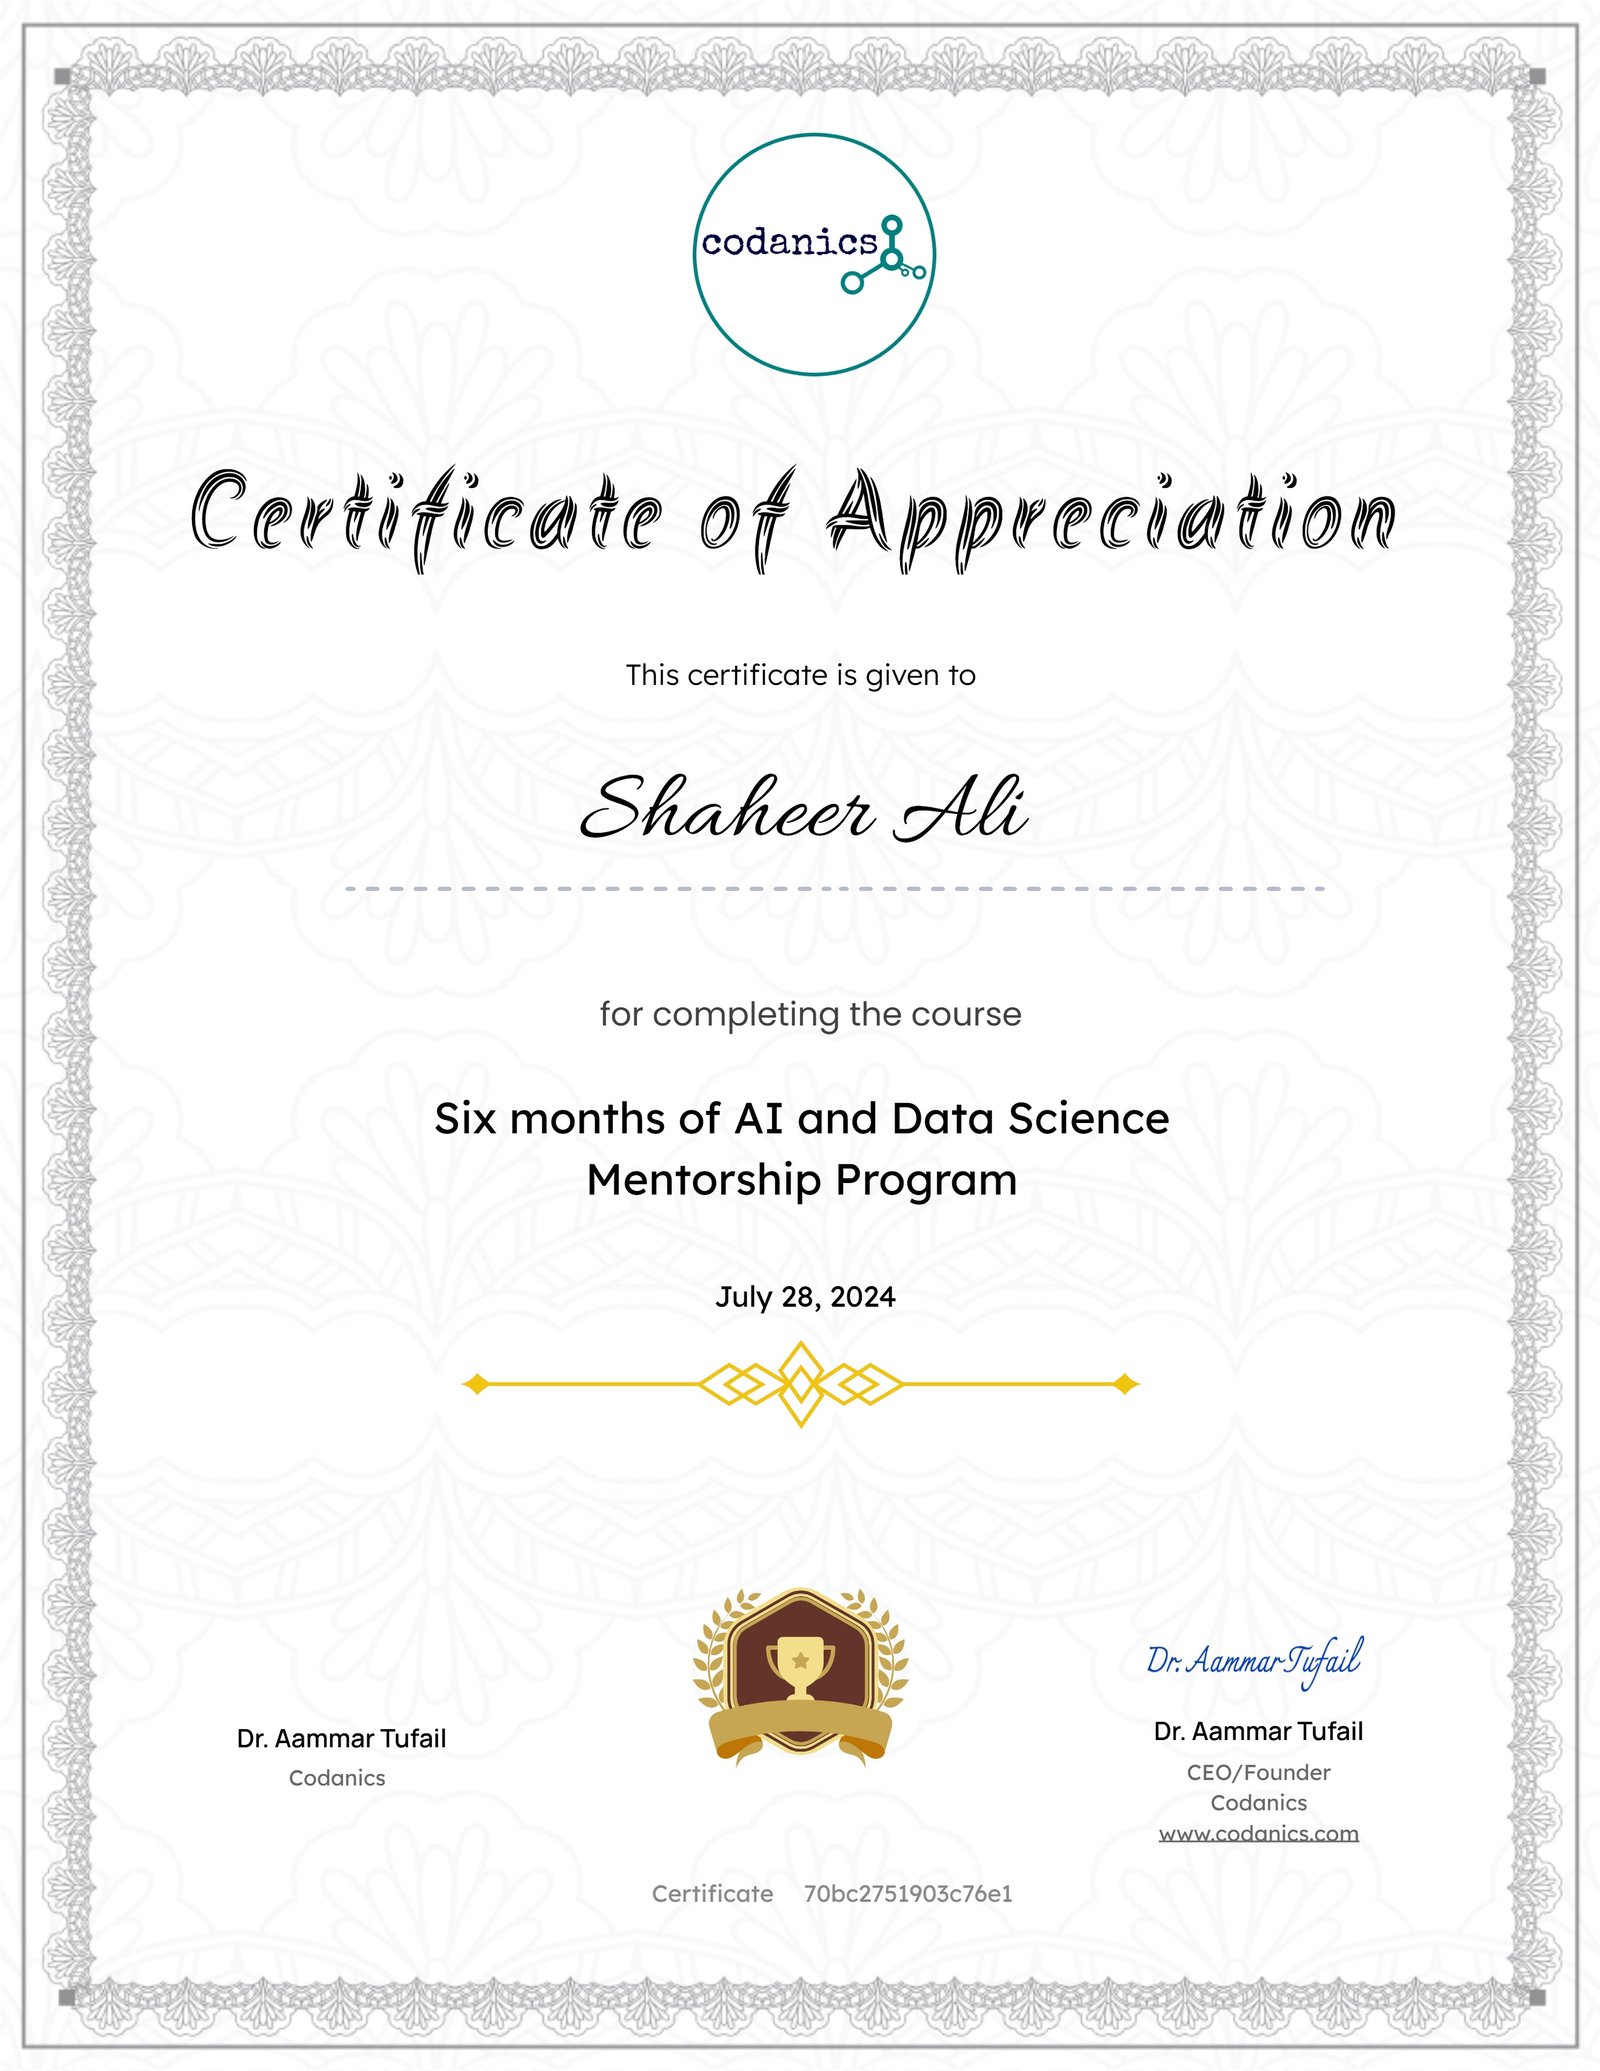 codanics
Certificate of Appreciation
This certificate is given to
Shaheer Ali
for completing the course
Six months of AI and Data Science
Mentorship Program
July 28, 2024
Dr. Aammar Tufail
Codanics
Dr. Aammar Tufail
Dr. Aammar Tufail
CEO/Founder
Codanics
www.codanics.com
Certificate 70bc2751903c76e1